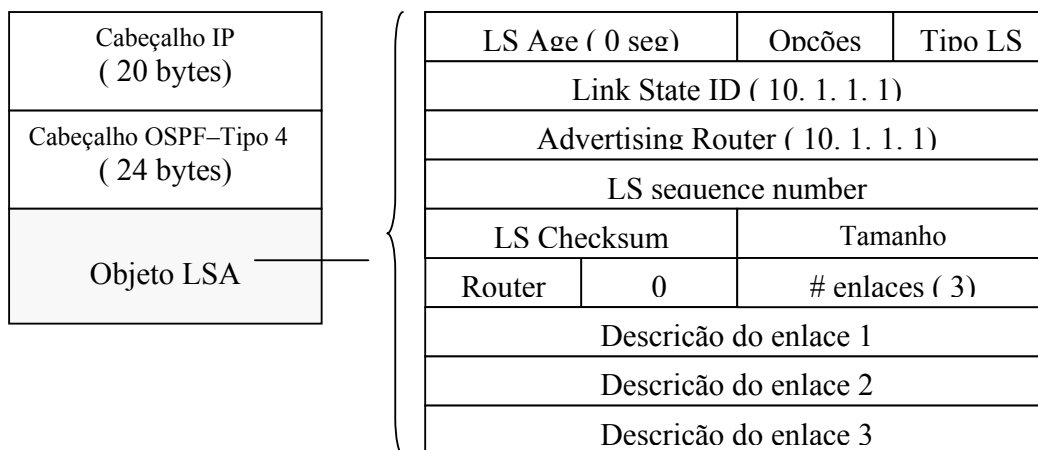 Cabeçalho IP
( 20 bytes)
Cabeçalho OSPF–Tipo 4
( 24 bytes)
Objeto LSA
LS Age ( 0 seg) Opções Tipo LS
Link State ID ( 10. 1. 1. 1)
Advertising Router ( 10. 1. 1. 1)
LS sequence number
LS Checksum Tamanho
Router 0 # enlaces ( 3)
Descrição do enlace 1
Descrição do enlace 2
Descrição do enlace 3